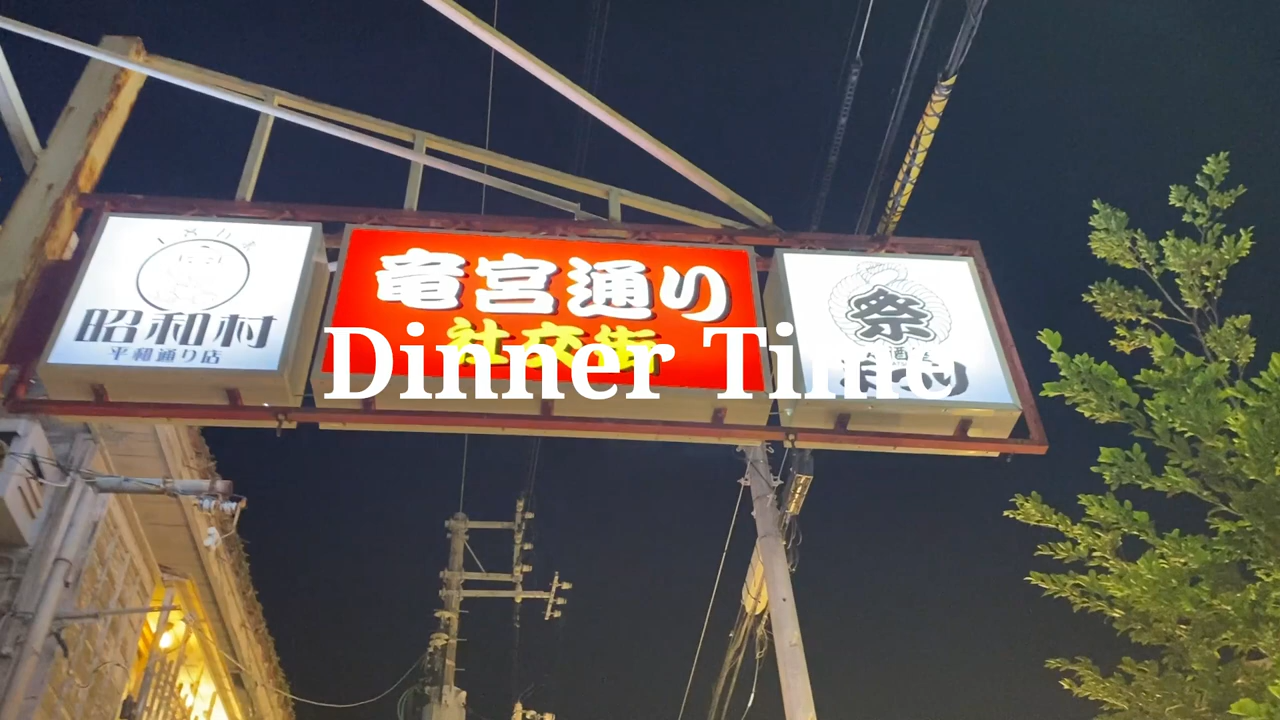 昭和村
平和通り店
竜宮通り
社交街
祭
Dinner Time